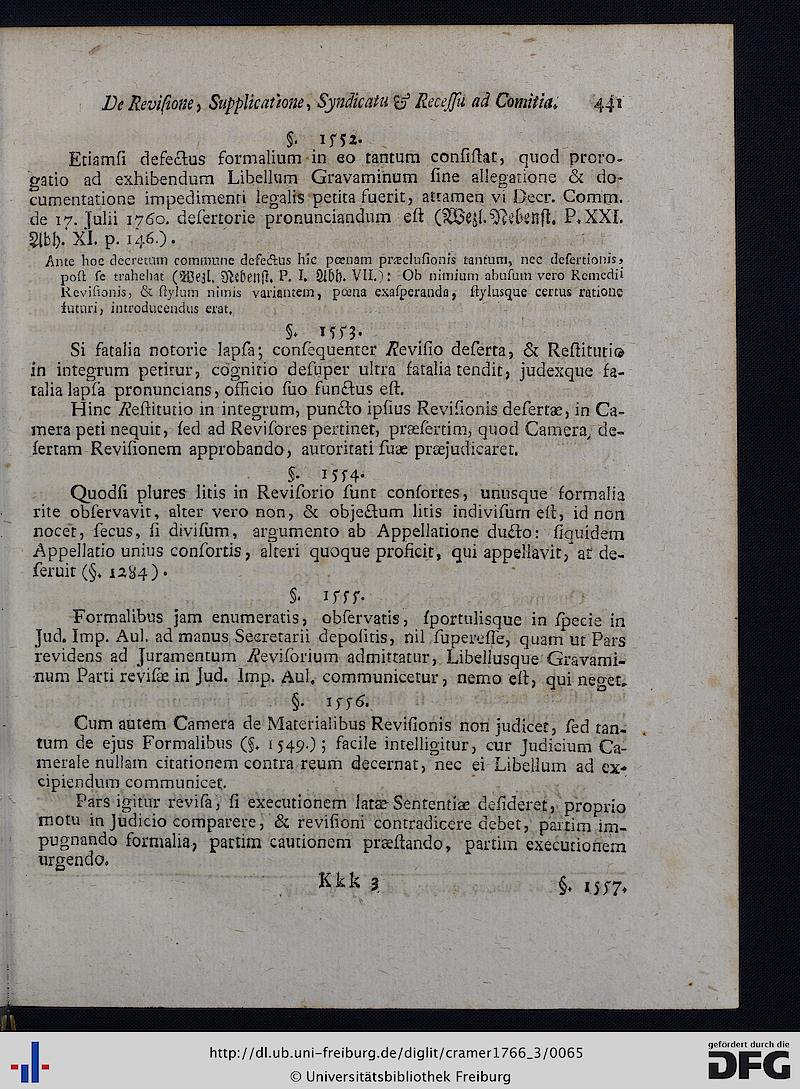 De Reviſione, Supplicatione, Syndicatu & Receſſu ad Comitia. 441
§. 1552.
Etiamſi defectus formalium in eo tantum conſiſtat, quod proro-
gatio ad exhibendum Libellum Gravaminum ſine allegatione & do-
cumentatione impedimenti legalis petita fuerit, attamen vi Decr. Comm.
de 17. Julii 1760. deſertorie pronunciandum eſt (Wezl. Nebenſt. P. XXI.
Abh. XI. p. 146.).
Ante hoc decretum commune defectus hic pœnam præcluſionis tantum, nec deſertionis,
poſt ſe trahebat (Wezl. Nebenſt. P. I. Abh. VII.): Ob nimium abuſum vero Remedii
Reviſionis, & ſtylum nimis variantem, pœna exaſperanda, ſtylusque certus ratione
futuri, introducendus erat.
§. 1553.
Si fatalia notorie lapſa; conſequenter Reviſio deſerta, & Reſtitutio
in integrum petitur, cognitio deſuper ultra fatalia tendit, judexque fa-
talia lapſa pronuncians, officio ſuo functus eſt.
Hinc Reſtitutio in integrum, puncto ipſius Reviſionis deſertæ, in Ca-
mera peti nequit, ſed ad Reviſores pertinet, præſertim, quod Camera, de-
ſertam Reviſionem approbando, autoritati ſuæ præjudicaret.
§. 1554.
Quodſi plures litis in Reviſorio ſunt conſortes, unusque formalia
rite obſervavit, alter vero non, & objectum litis indiviſum eſt, id non
nocet, ſecus, ſi diviſum, argumento ab Appellatione ducto: ſiquidem
Appellatio unius conſortis, alteri quoque proficit, qui appellavit, at de-
ſeruit (§. 1284).
§. 1555.
Formalibus jam enumeratis, obſervatis, ſportulisque in ſpecie in
Jud. Imp. Aul. ad manus Secretarii depoſitis, nil ſupereſſe, quam ut Pars
revidens ad Juramentum Reviſorium admittatur, Libellusque Gravami-
num Parti reviſæ in Jud. Imp. Aul. communicetur, nemo eſt, qui neget.
§. 1556.
Cum autem Camera de Materialibus Reviſionis non judicet, ſed tan-
tum de ejus Formalibus (§. 1549.); facile intelligitur, cur Judicium Ca-
merale nullam citationem contra reum decernat, nec ei Libellum ad ex-
cipiendum communicet.
Pars igitur reviſa, ſi executionem latæ Sententiæ deſideret, proprio
motu in Judicio comparere, & reviſioni contradicere debet, partim im-
pugnando formalia, partim cautionem præſtando, partim executionem
urgendo.
Kkk 3 §. 1557.
http://dl.ub.uni-freiburg.de/diglit/cramer1766_3/0065
© Universitätsbibliothek Freiburg
gefördert durch die
DFG